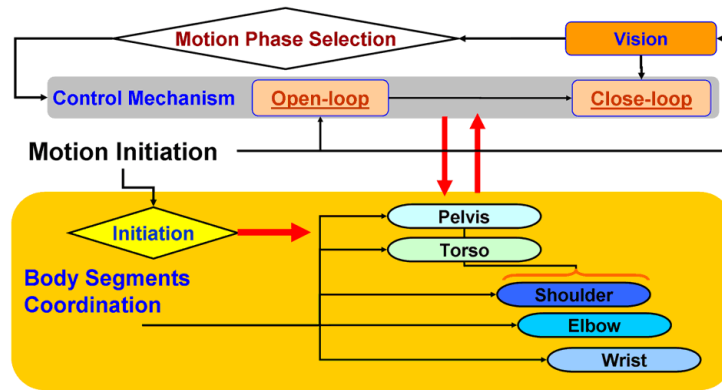 Motion Phase Selection
Vision
Control Mechanism
Open-loop
Close-loop
Motion Initiation
Initiation
Pelvis
Torso
Body Segments
Coordination
Shoulder
Elbow
Wrist